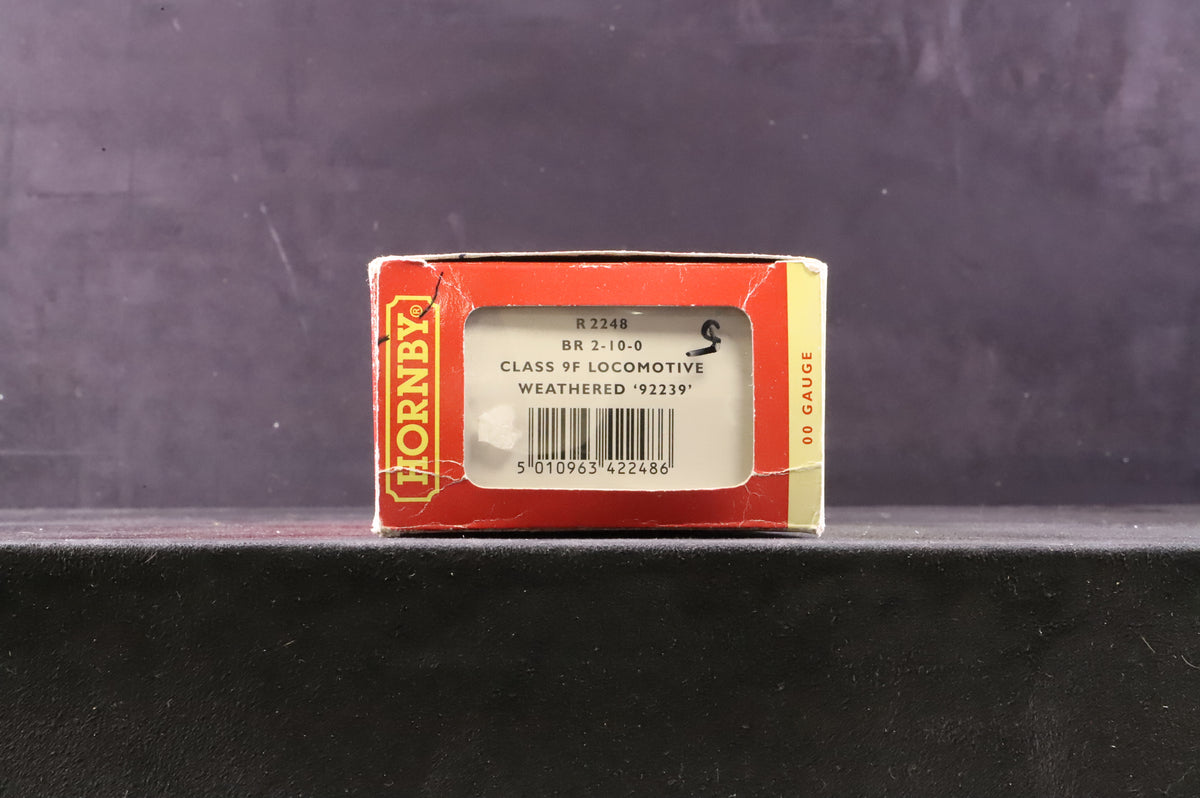 HORNBY®
R 2248
BR 2-10-0
CLASS 9F LOCOMOTIVE
WEATHERED ‘92239’
5 010963 422486
00 GAUGE